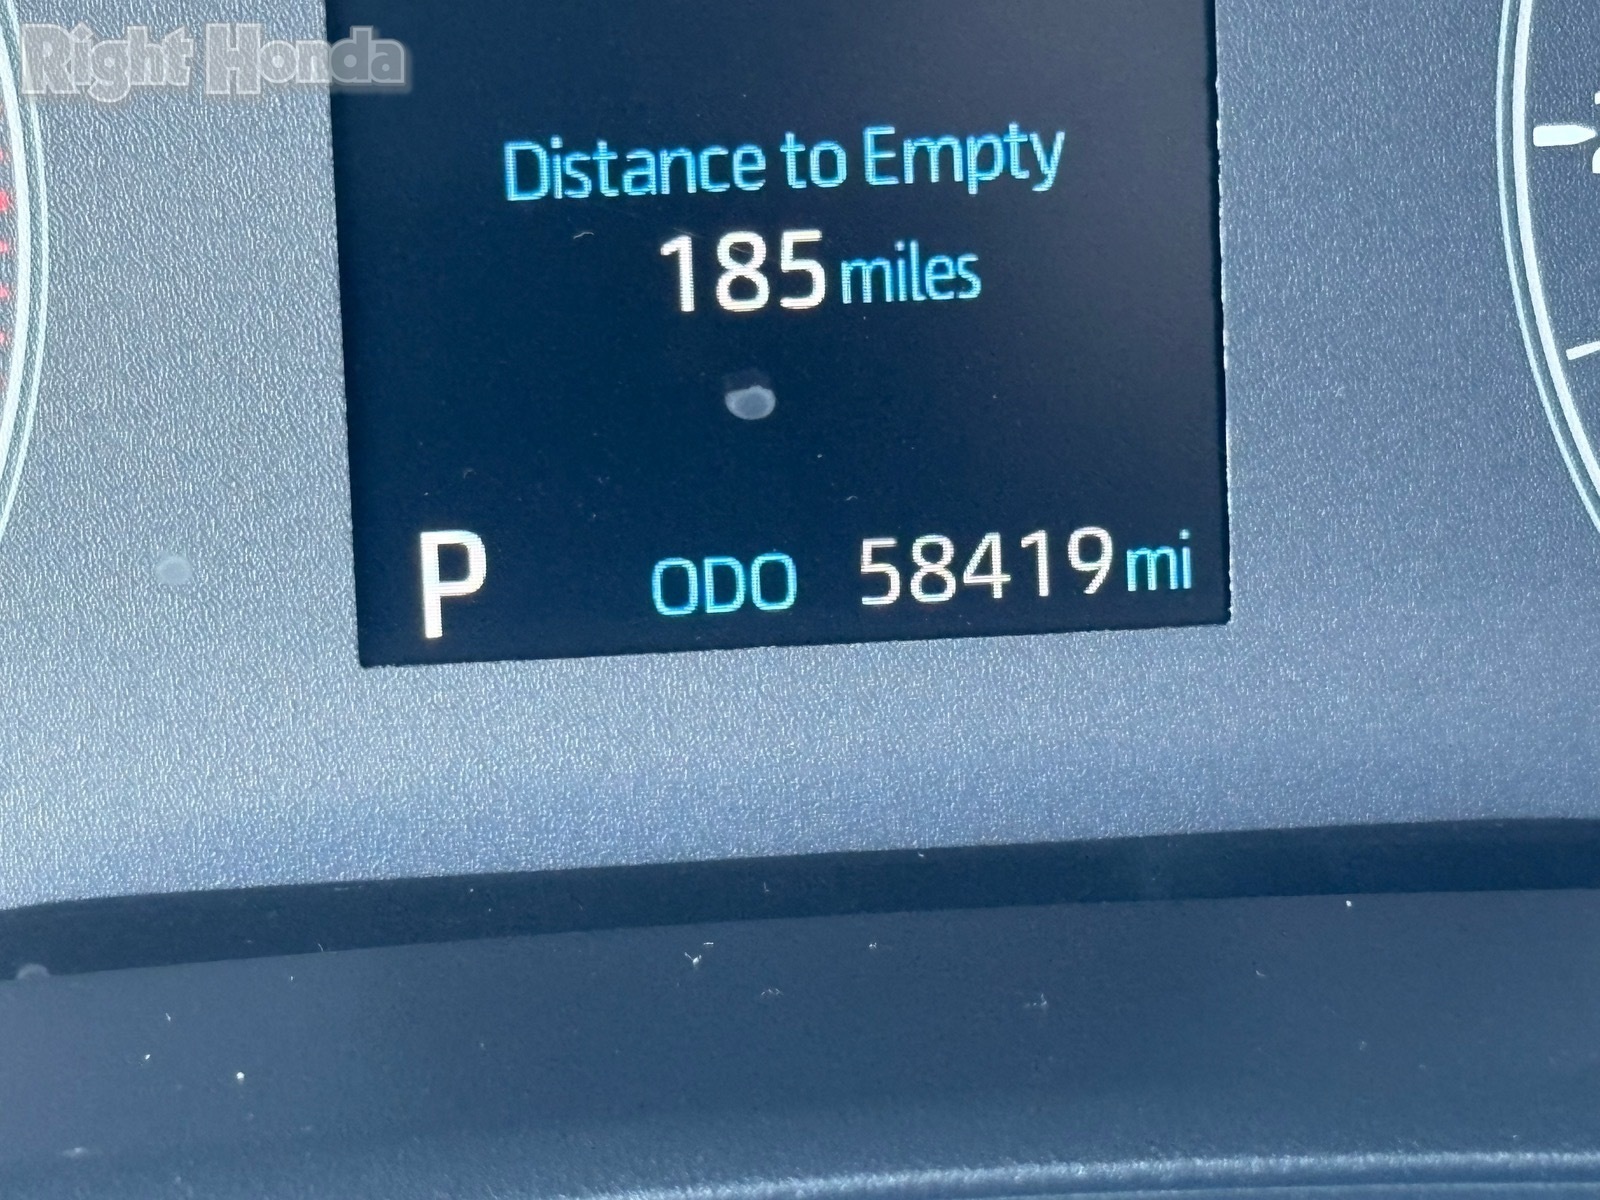 Right Honda
Distance to Empty
185 miles
P ODO 58419 mi